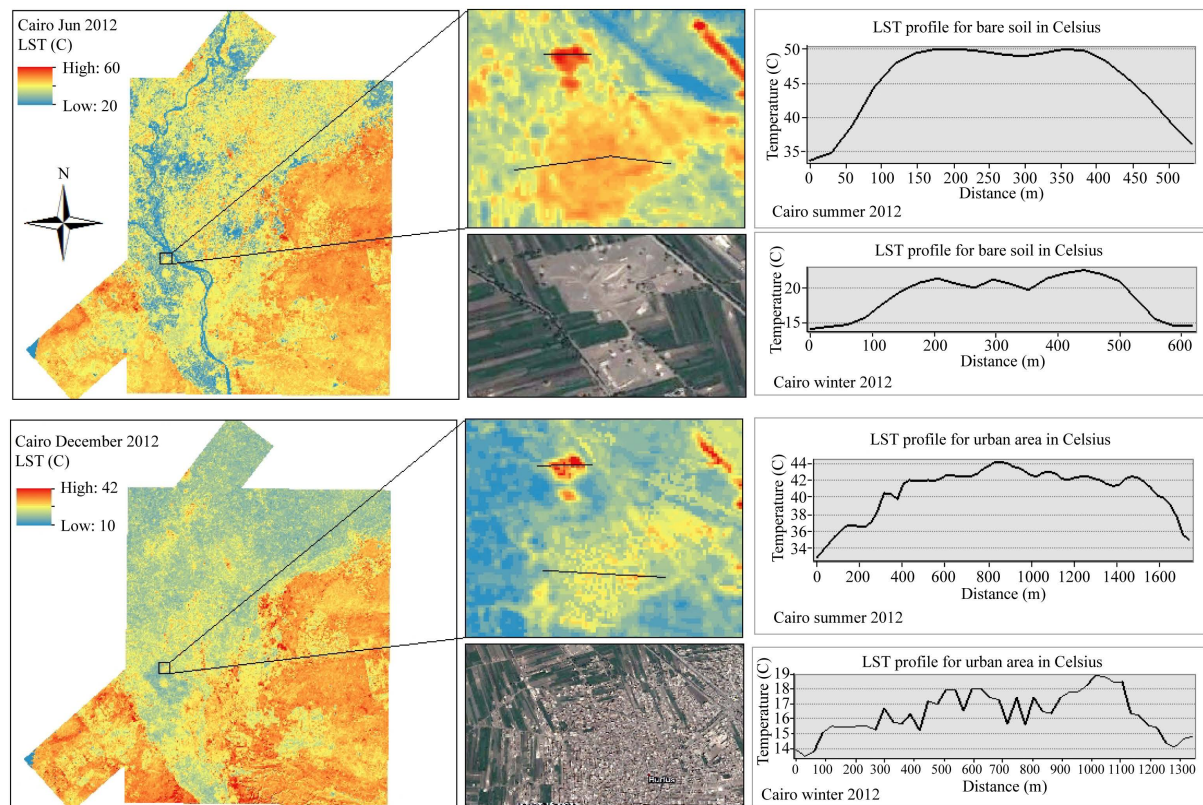 Cairo Jun 2012
LST (C)
High: 60
Low: 20
N
LST profile for bare soil in Celsius
Temperature (C)
50
45
40
35
0 50 100 150 200 250 300 350 400 450 500
Distance (m)
Cairo summer 2012
LST profile for bare soil in Celsius
Temperature (C)
20
15
0 100 200 300 400 500 600
Distance (m)
Cairo winter 2012
Cairo December 2012
LST (C)
High: 42
Low: 10
LST profile for urban area in Celsius
Temperature (C)
44
42
40
38
36
34
0 200 400 600 800 1000 1200 1400 1600
Distance (m)
Cairo summer 2012
LST profile for urban area in Celsius
Temperature (C)
19
18
17
16
15
14
0 100 200 300 400 500 600 700 800 900 1000 1100 1200 1300
Distance (m)
Cairo winter 2012